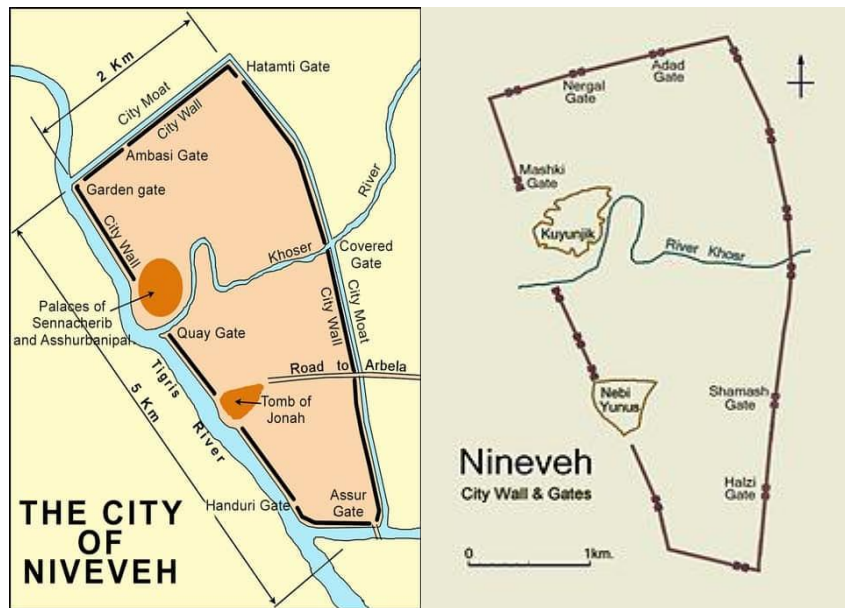 2 Km
Hatamti Gate
City Moat
City Wall
Ambasi Gate
Garden gate
City Wall
River
Khoser
Covered
Gate
Palaces of
Sennacherib
and Asshurbanipal
Quay Gate
City Wall
City Moat
Road to Arbela
Tigris River
5 Km
Tomb of
Jonah
Handuri Gate
Assur
Gate
THE CITY
OF
NIVEVEH
Adad
Gate
Nergal
Gate
Mashki
Gate
Kuyunjik
River Khosr
Nebi
Yunus
Shamash
Gate
Nineveh
City Wall & Gates
Halzi
Gate
0 1km.